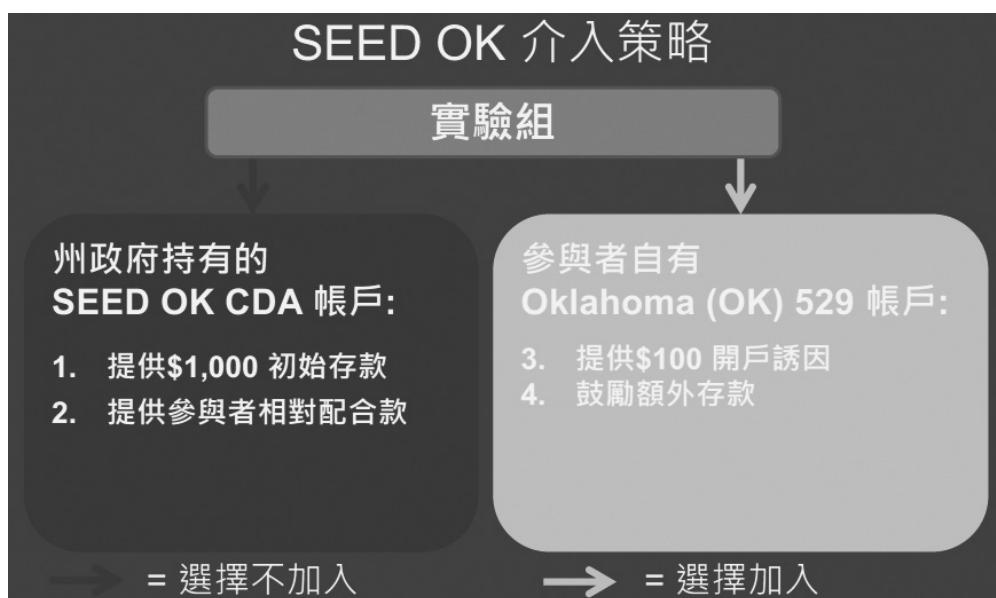 SEED OK 介入策略
實驗組
州政府持有的
SEED OK CDA 帳戶:
1. 提供$1,000 初始存款
2. 提供參與者相對配合款
參與者自有
Oklahoma (OK) 529 帳戶:
3. 提供$100 開戶誘因
4. 鼓勵額外存款
= 選擇不加入
= 選擇加入